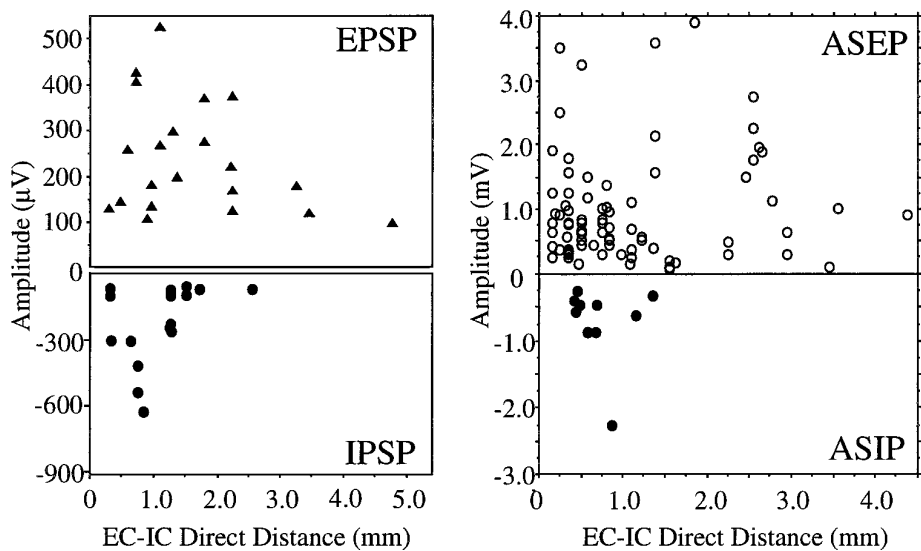 EPSP
500
400
300
200
100
0
Amplitude (µV)
-300
-600
-900
IPSP
0 1.0 2.0 3.0 4.0 5.0
EC-IC Direct Distance (mm)
ASEP
4.0
3.0
2.0
1.0
0
Amplitude (mV)
-1.0
-2.0
-3.0
ASIP
0 1.0 2.0 3.0 4.0
EC-IC Direct Distance (mm)